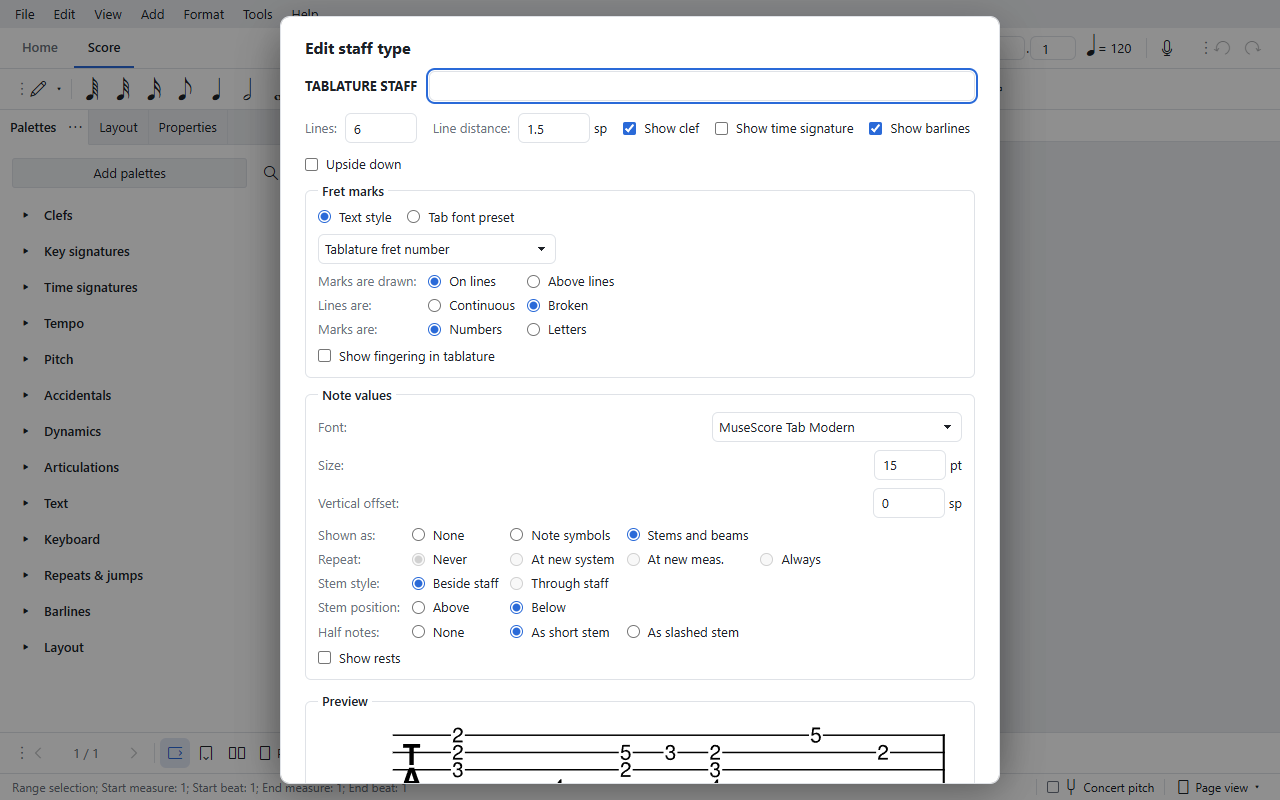 File Edit View Add Format Tools Help
Home Score
. 1 = 120
Edit staff type
TABLATURE STAFF
Palettes Layout Properties
Lines: 6 Line distance: 1.5 sp Show clef Show time signature Show barlines
Upside down
Add palettes
Clefs
Key signatures
Time signatures
Tempo
Pitch
Accidentals
Dynamics
Articulations
Text
Keyboard
Repeats & jumps
Barlines
Layout
Fret marks
Text style Tab font preset
Tablature fret number
Marks are drawn: On lines Above lines
Lines are: Continuous Broken
Marks are: Numbers Letters
Show fingering in tablature
Note values
Font: MuseScore Tab Modern
Size: 15 pt
Vertical offset: 0 sp
Shown as: None Note symbols Stems and beams
Repeat: Never At new system At new meas. Always
Stem style: Beside staff Through staff
Stem position: Above Below
Half notes: None As short stem As slashed stem
Show rests
Preview
2 5
T 2 5 3 2 2
A 3 2 3
1 / 1
Range selection; Start measure: 1; Start beat: 1; End measure: 1; End beat: 1
Concert pitch Page view